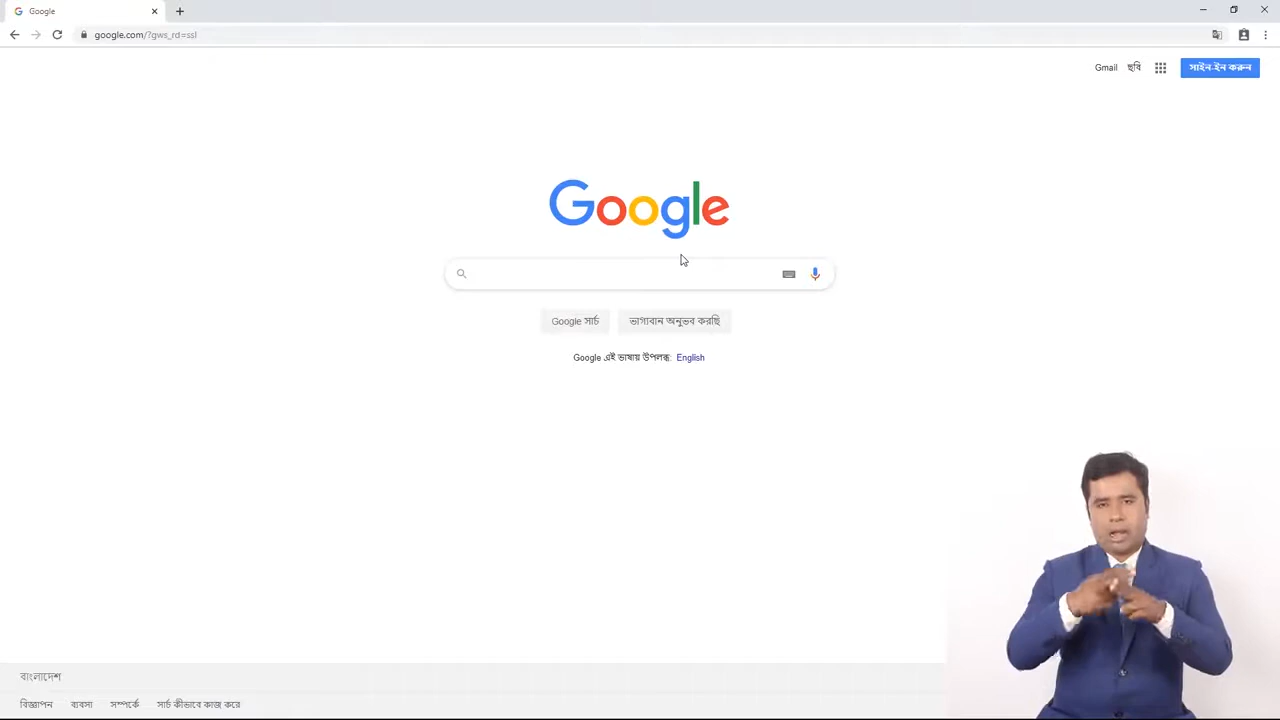 Google
google.com/?gws_rd=ssl
Gmail ছবি সাইন-ইন করুন
Google
Google সার্চ ভাগ্যবান অনুভব করছি
Google এই ভাষায় উপলব্ধ: English
বাংলাদেশ
বিজ্ঞাপন ব্যবসা সম্পর্কে সার্চ কীভাবে কাজ করে